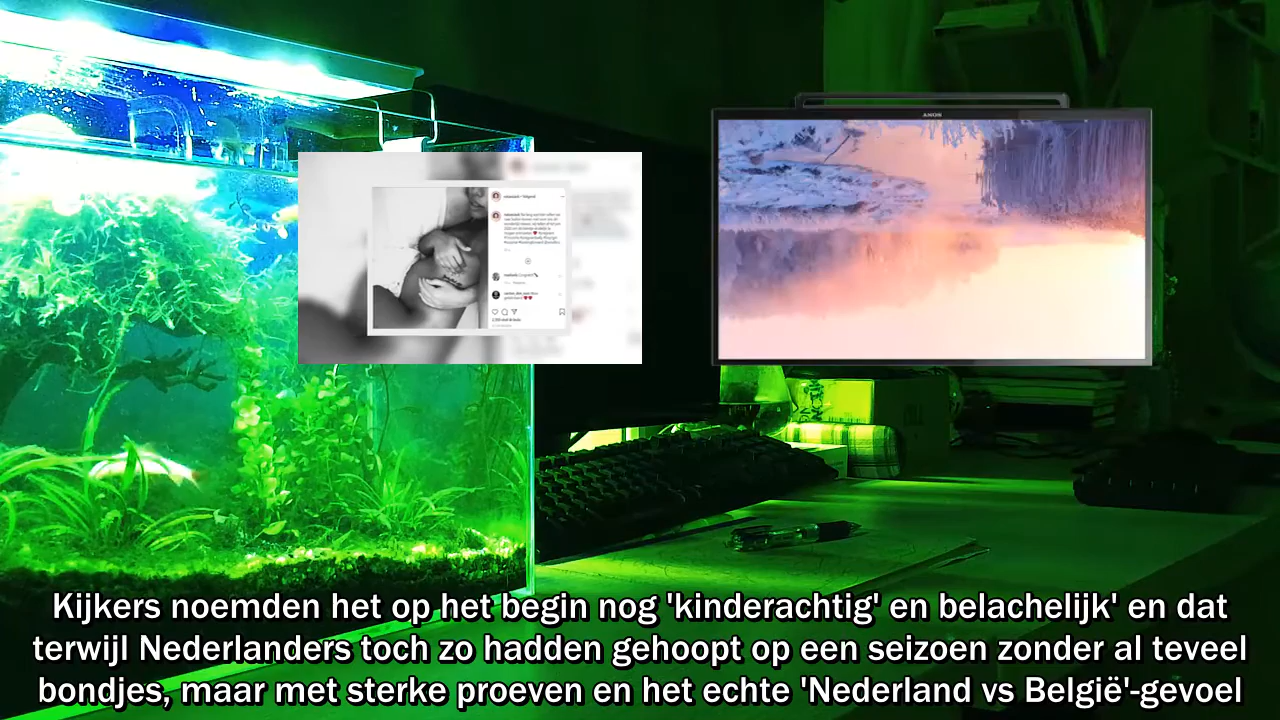 Kijkers noemden het op het begin nog 'kinderachtig' en belachelijk' en dat
terwijl Nederlanders toch zo hadden gehoopt op een seizoen zonder al teveel
bondjes, maar met sterke proeven en het echte 'Nederland vs België'-gevoel